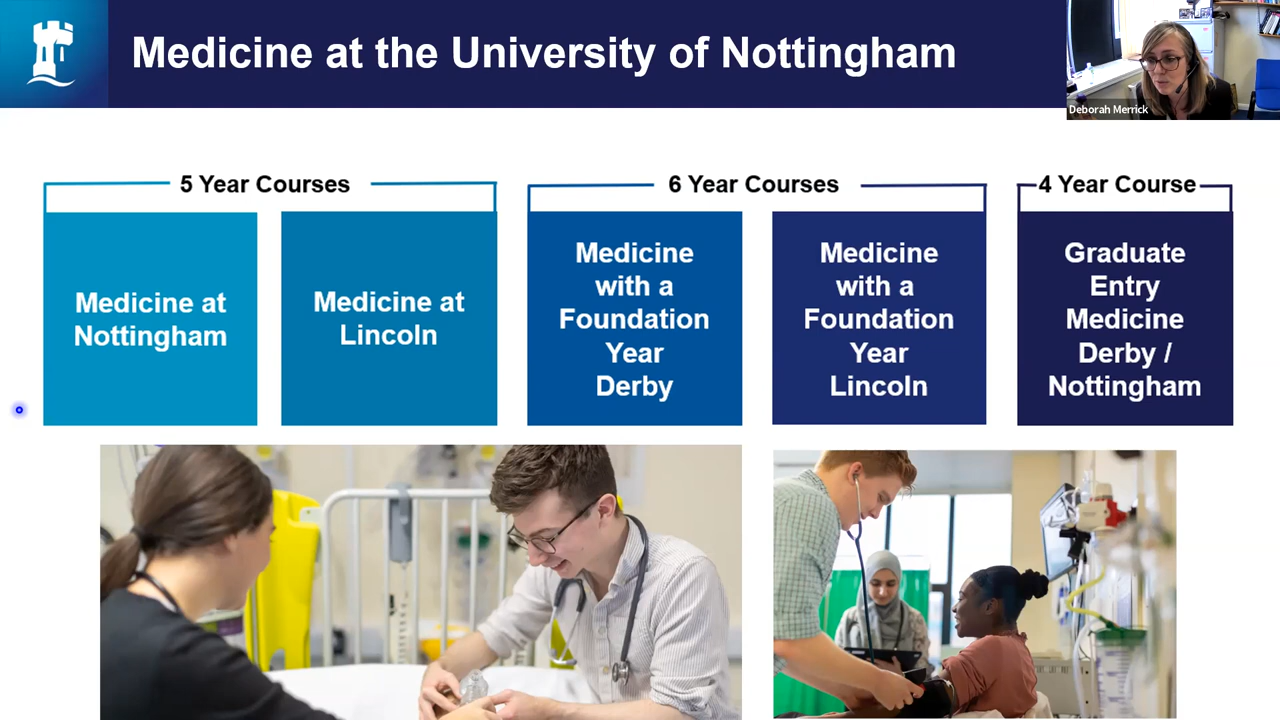 Medicine at the University of Nottingham
Deborah Merrick
5 Year Courses
6 Year Courses
4 Year Course
Medicine at
Nottingham
Medicine at
Lincoln
Medicine
with a
Foundation
Year
Derby
Medicine
with a
Foundation
Year
Lincoln
Graduate
Entry
Medicine
Derby /
Nottingham